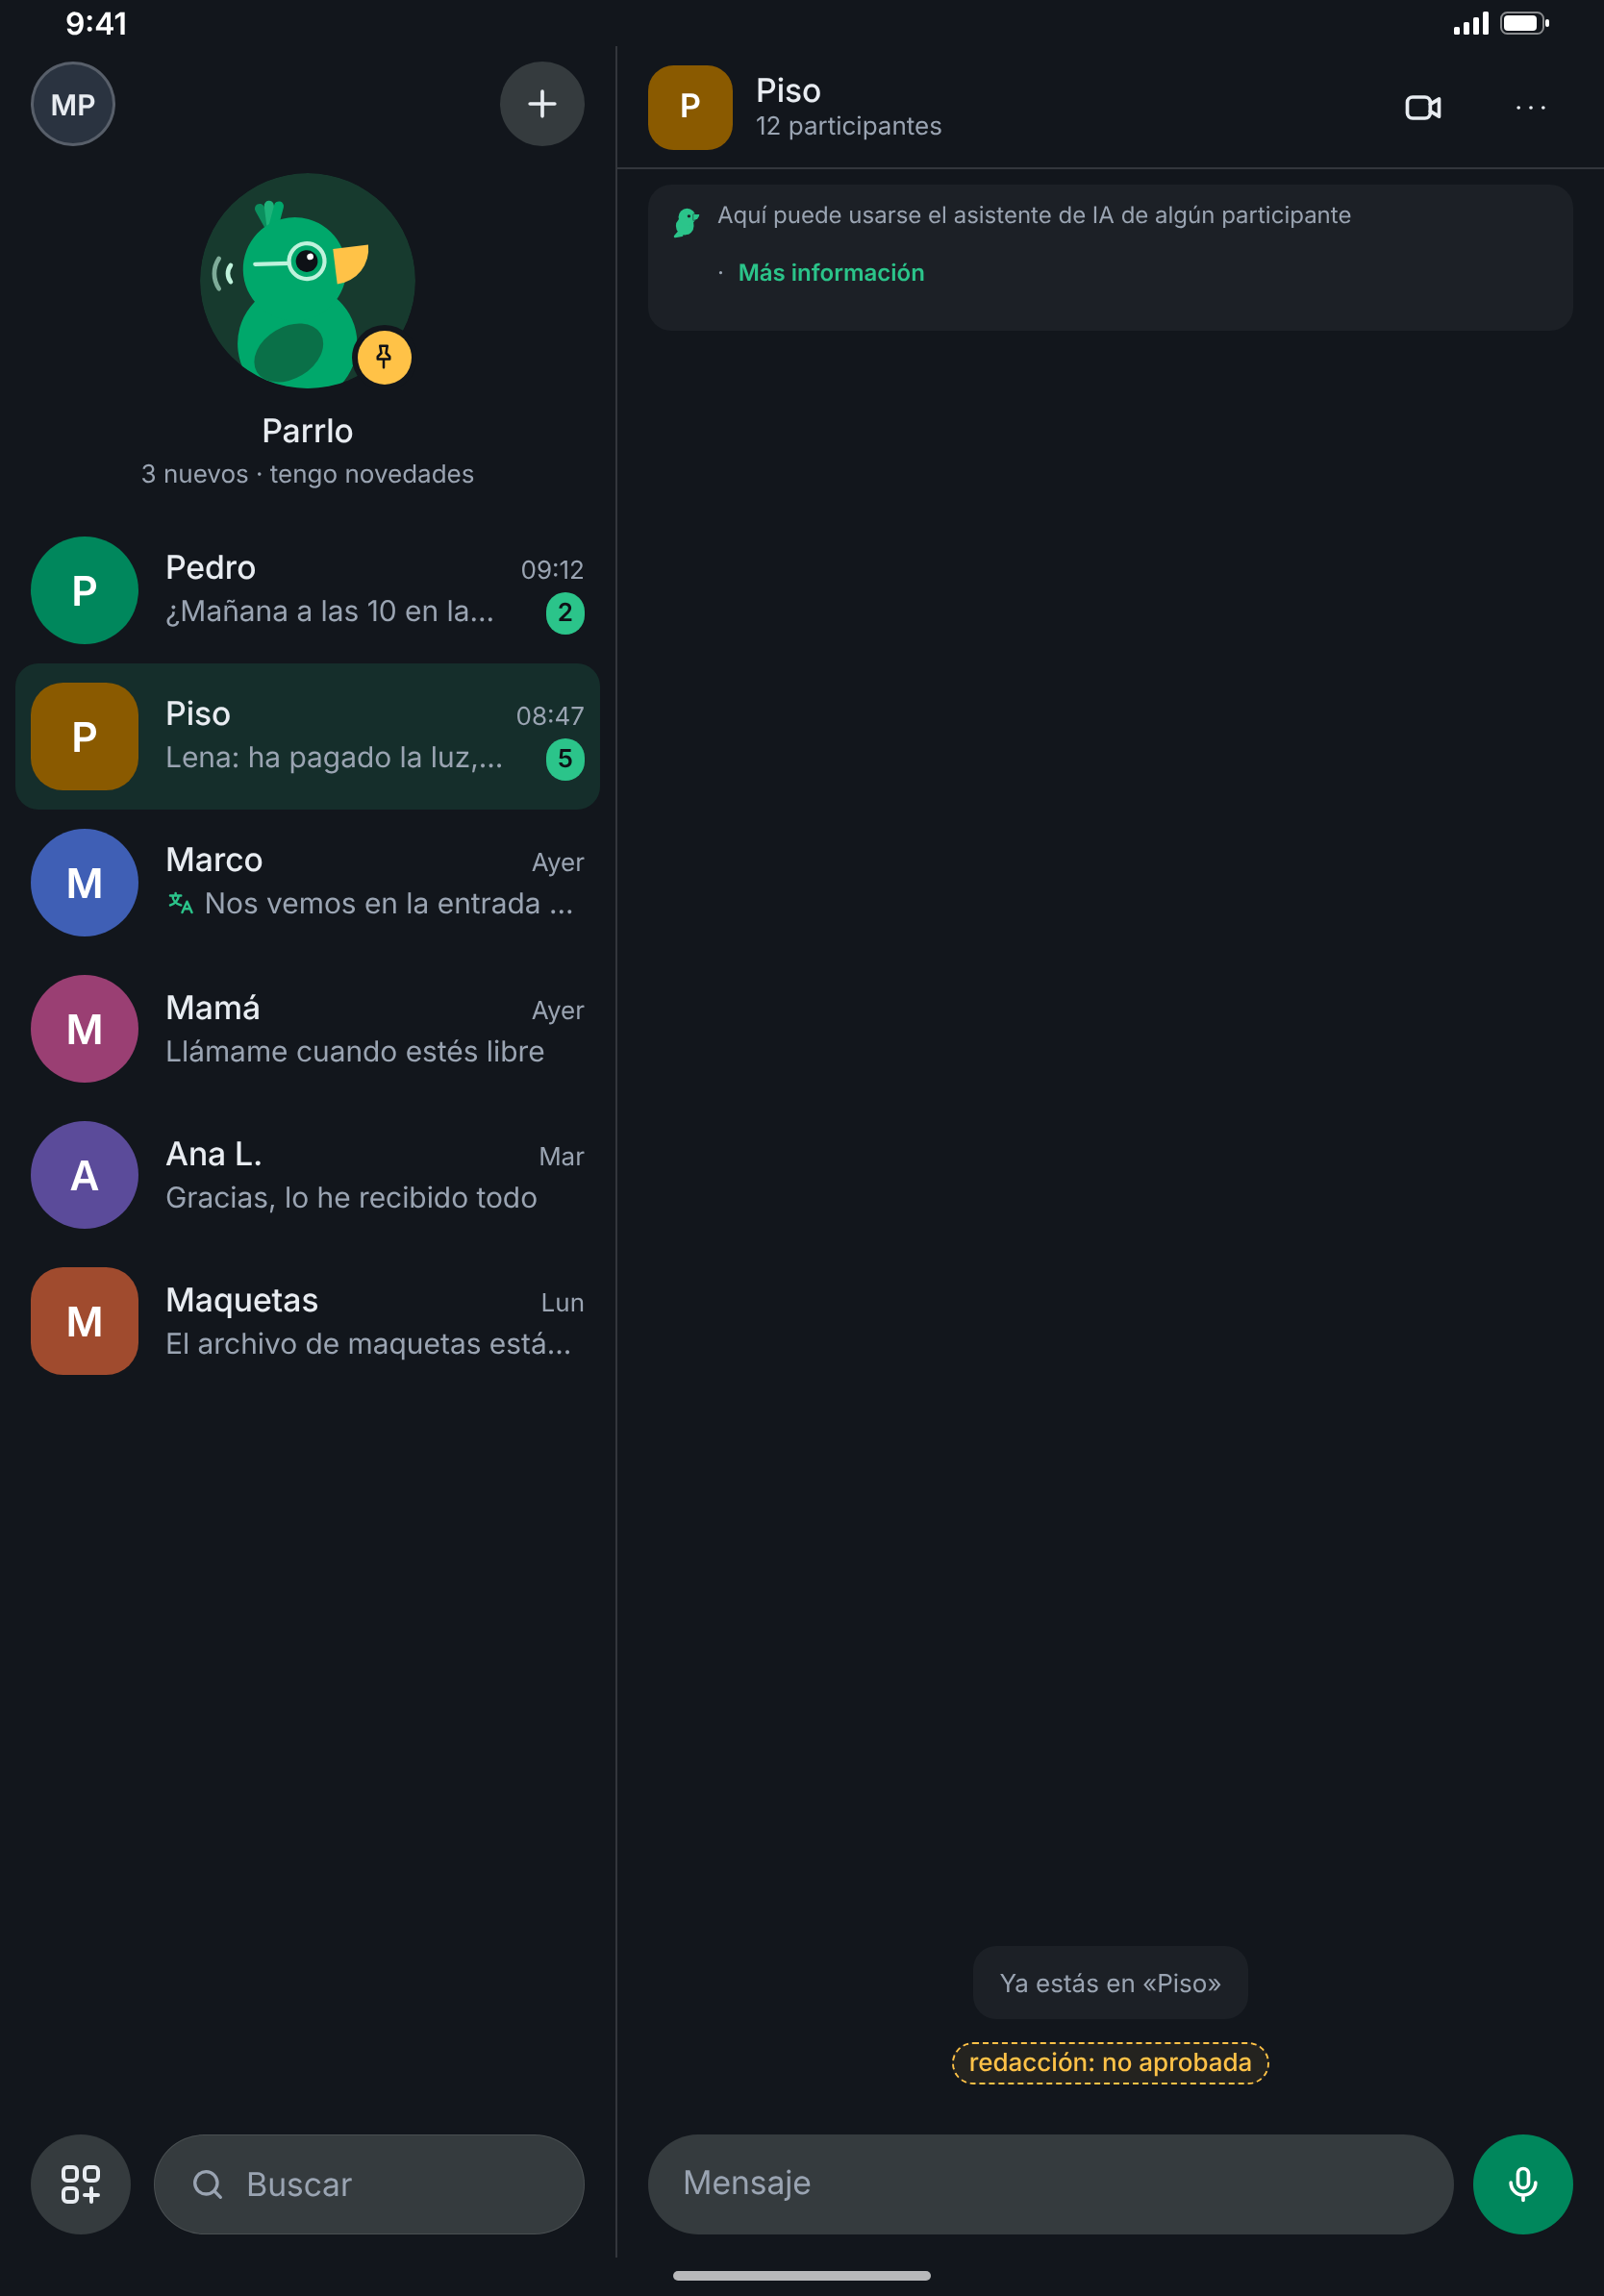 9:41
MP
Parrlo
3 nuevos · tengo novedades
P
Pedro
09:12
¿Mañana a las 10 en la...
2
P
Piso
08:47
Lena: ha pagado la luz,...
5
M
Marco
Ayer
Nos vemos en la entrada ...
M
Mamá
Ayer
Llámame cuando estés libre
A
Ana L.
Mar
Gracias, lo he recibido todo
M
Maquetas
Lun
El archivo de maquetas está...
Buscar
P
Piso
12 participantes
Aquí puede usarse el asistente de IA de algún participante
· Más información
Ya estás en «Piso»
redacción: no aprobada
Mensaje